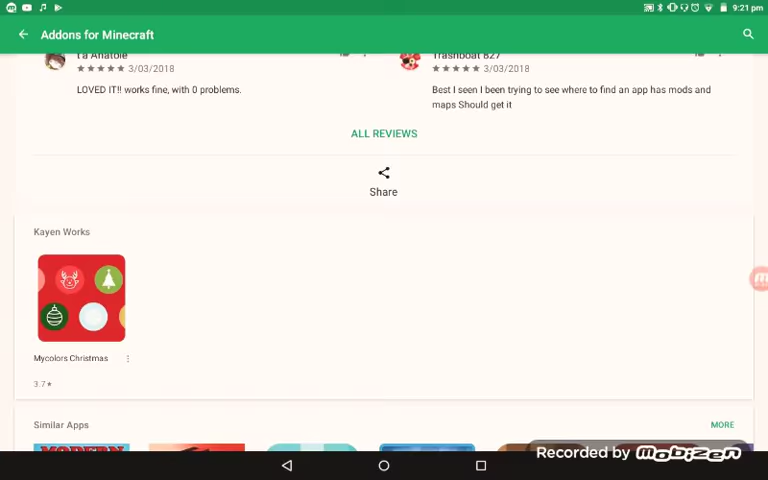 9:21 pm
Addons for Minecraft
t'a Anatole
Trashboat 827
3/03/2018
3/03/2018
LOVED IT!! works fine, with 0 problems.
Best I seen I been trying to see where to find an app has mods and
maps Should get it
ALL REVIEWS
Share
Kayen Works
Mycolors Christmas
3.7★
Similar Apps
MORE
MODERN
Recorded by mobizen